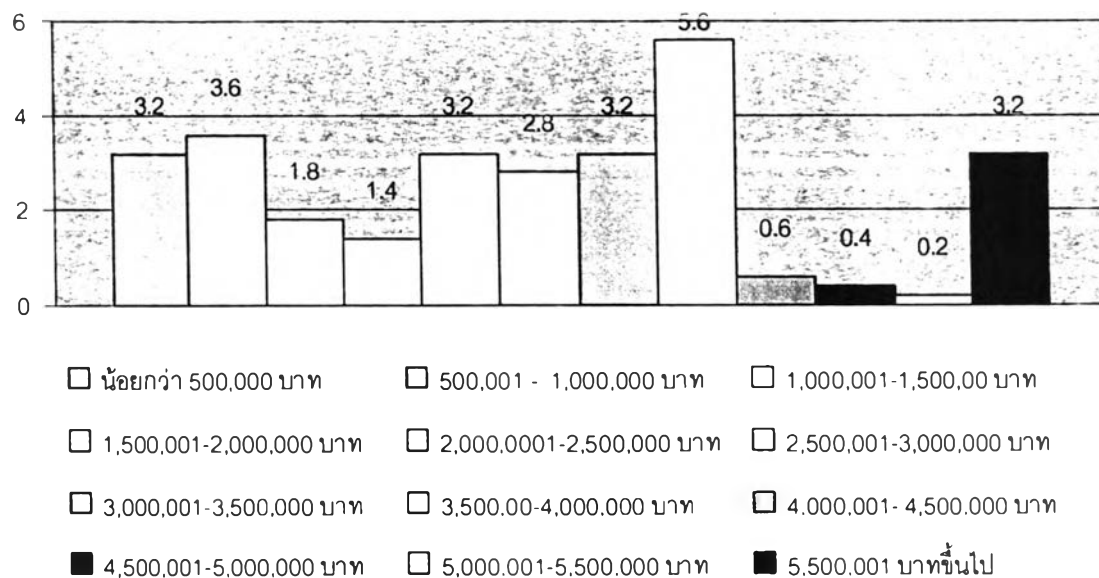 6
5.6
3.2 3.6 3.2 2.8 3.2 3.2
4
1.8 1.4
2
0.6 0.4 0.2
0
น้อยกว่า 500,000 บาท 500,001 - 1,000,000 บาท 1,000,001-1,500,00 บาท
1,500,001-2,000,000 บาท 2,000,0001-2,500,000 บาท 2,500,001-3,000,000 บาท
3,000,001-3,500,000 บาท 3,500.00-4,000,000 บาท 4.000,001- 4,500.000 บาท
4,500,001-5,000,000 บาท 5,000.001-5,500,000 บาท 5,500.001 บาทขึ้นไป